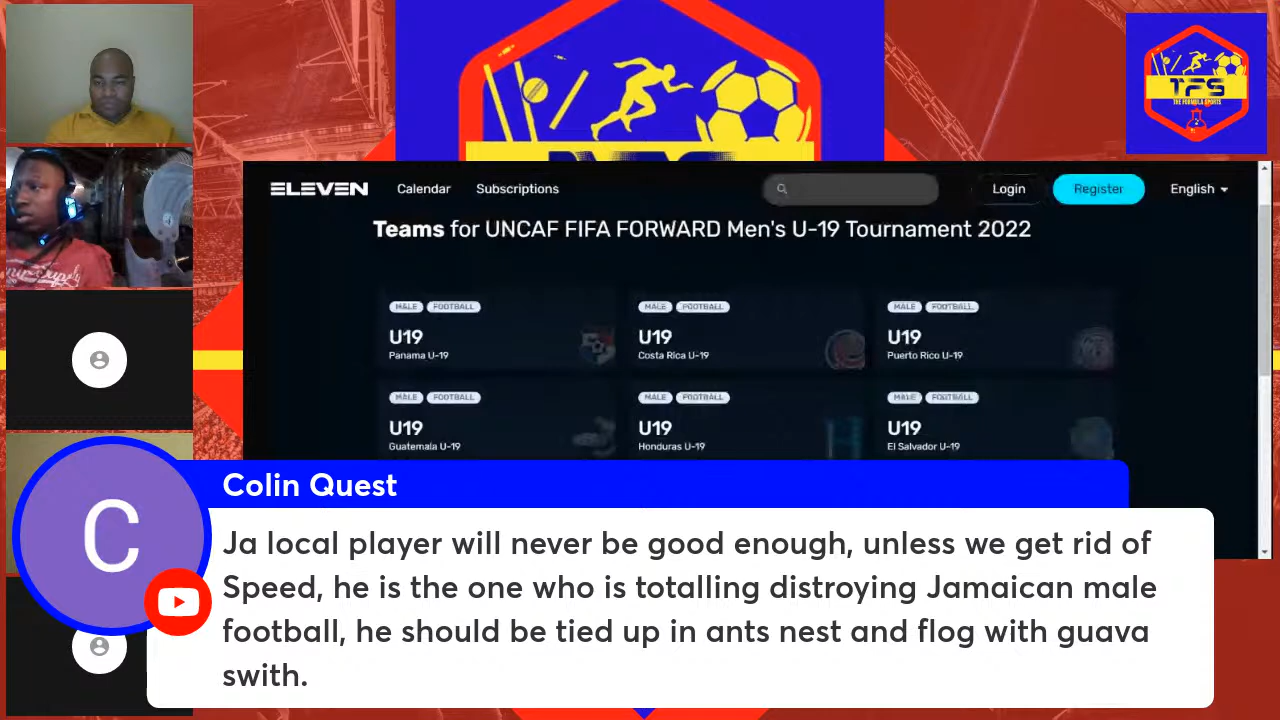 TFS
THE FORMULA SPORTS
ELEVEN
Calendar
Subscriptions
Login
Register
English
Teams for UNCAF FIFA FORWARD Men's U-19 Tournament 2022
MALE FOOTBALL
U19
Panama U-19
MALE FOOTBALL
U19
Costa Rica U-19
MALE FOOTBALL
U19
Puerto Rico U-19
MALE FOOTBALL
U19
Guatemala U-19
MALE FOOTBALL
U19
Honduras U-19
MALE FOOTBALL
U19
El Salvador U-19
C
Colin Quest
Ja local player will never be good enough, unless we get rid of
Speed, he is the one who is totalling distroying Jamaican male
football, he should be tied up in ants nest and flog with guava
swith.